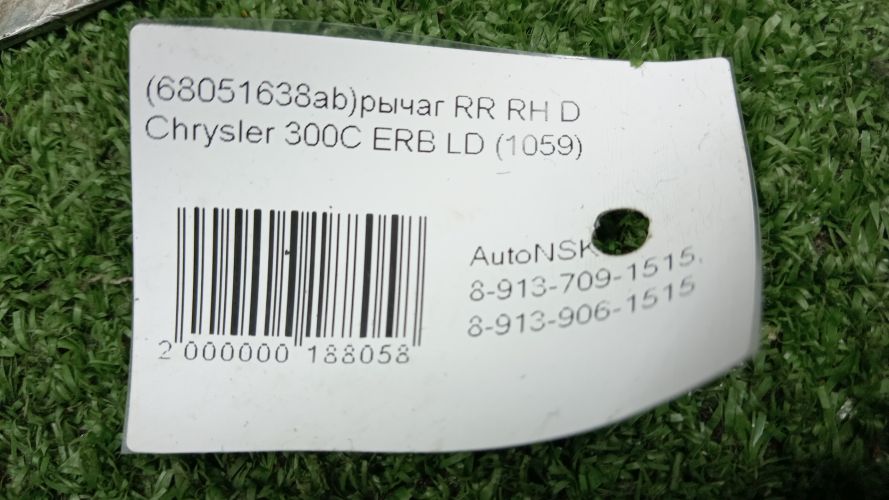 (68051638ab)рычаг RR RH D
Chrysler 300C ERB LD (1059)
AutoNSK
8-913-709-1515,
8-913-906-1515
2 000000 188058